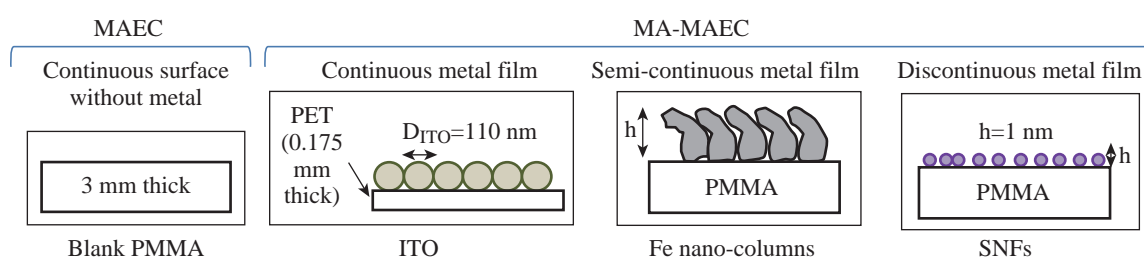 MAEC
MA-MAEC
Continuous surface
without metal
3 mm thick
Blank PMMA
Continuous metal film
PET
(0.175
mm
thick)
D_ITO=110 nm
ITO
Semi-continuous metal film
h
PMMA
Fe nano-columns
Discontinuous metal film
h=1 nm
h
PMMA
SNFs